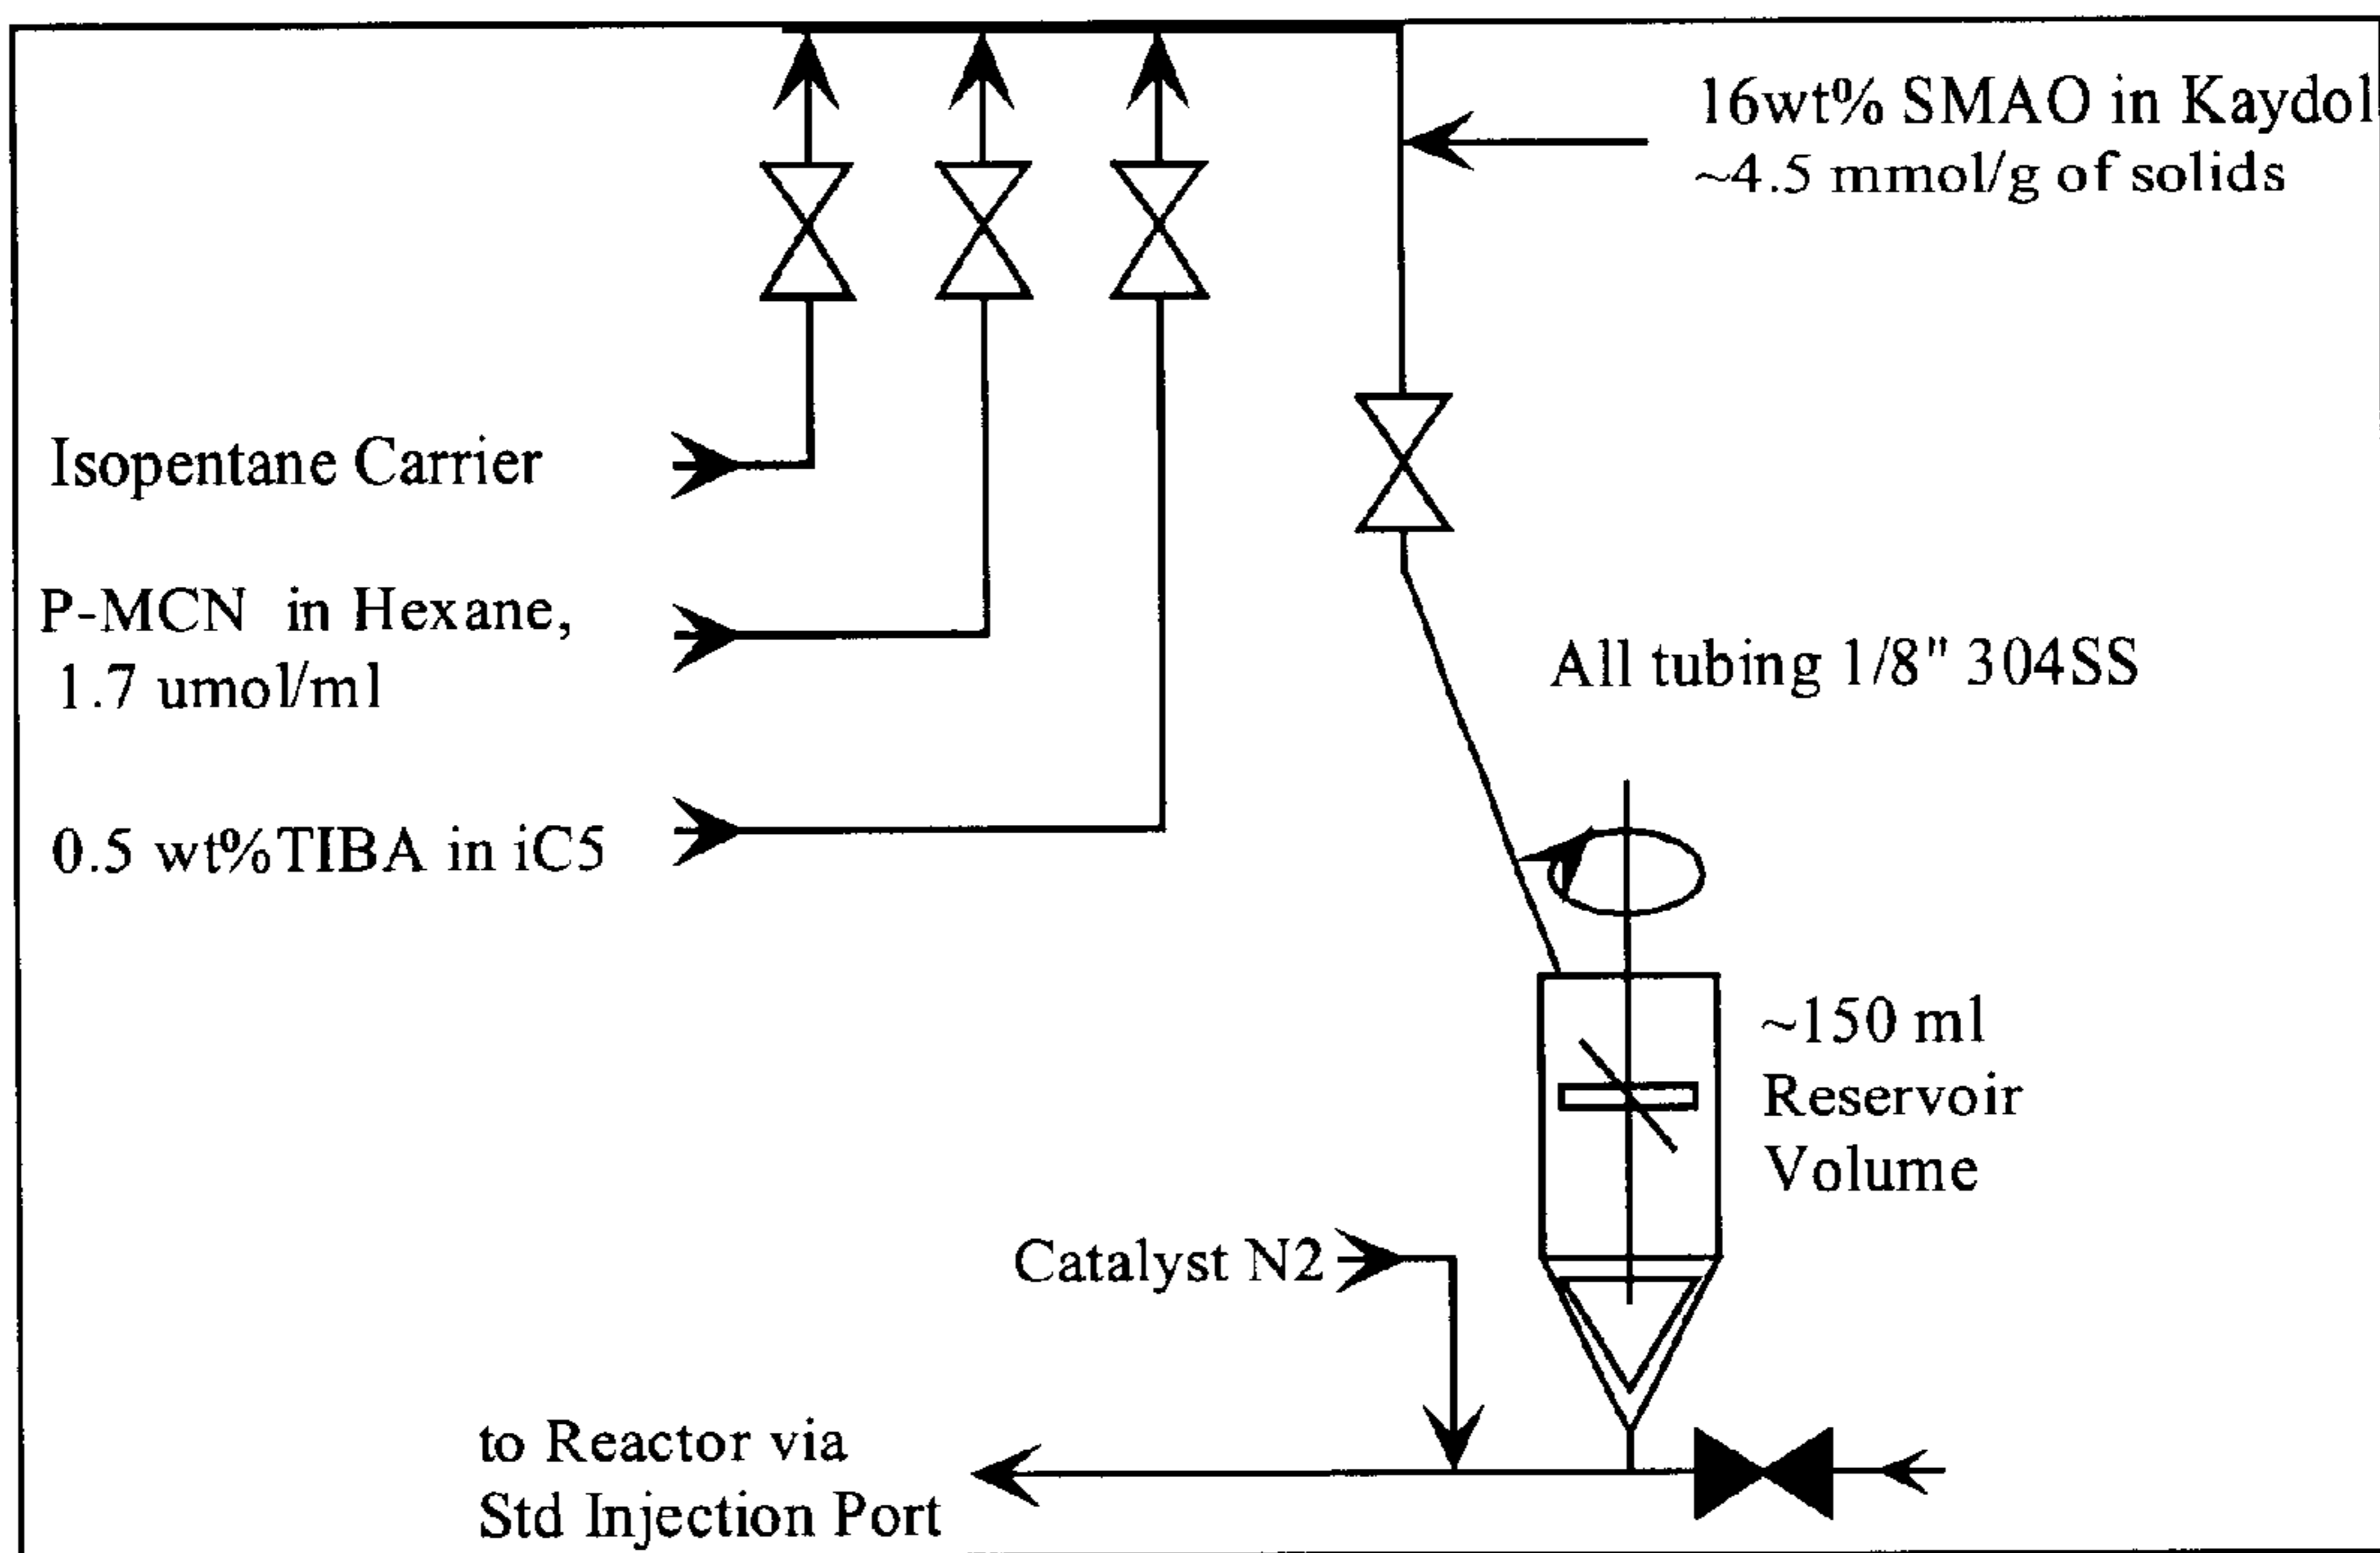 16wt% SMAO in Kaydol
~4.5 mmol/g of solids
Isopentane Carrier
P-MCN in Hexane,
1.7 umol/ml
All tubing 1/8" 304SS
0.5 wt%TIBA in iC5
~150 ml
Reservoir
Volume
Catalyst N2
to Reactor via
Std Injection Port